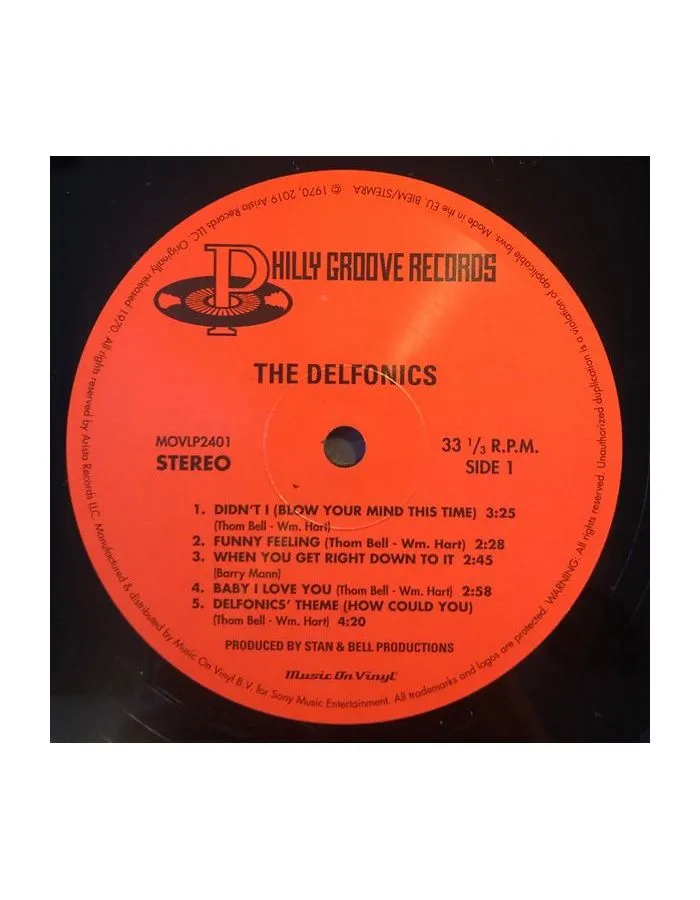 PHILLY GROOVE RECORDS
THE DELFONICS
MOVLP2401
STEREO
33 1/3 R.P.M.
SIDE 1
1. DIDN'T I (BLOW YOUR MIND THIS TIME) 3:25
(Thom Bell - Wm. Hart)
2. FUNNY FEELING (Thom Bell - Wm. Hart) 2:28
3. WHEN YOU GET RIGHT DOWN TO IT 2:45
(Barry Mann)
4. BABY I LOVE YOU (Thom Bell - Wm. Hart) 2:58
5. DELFONICS' THEME (HOW COULD YOU)
(Thom Bell - Wm. Hart) 4:20
PRODUCED BY STAN & BELL PRODUCTIONS
Music On Vinyl
℗ 1970, 2019 Arista Records LLC. Originally released 1970. All rights reserved by Arista Records LLC. Manufactured & distributed by Music On Vinyl B.V. for Sony Music Entertainment. All trademarks and logos are protected. WARNING: All rights reserved. Unauthorized duplication is a violation of applicable laws. Made in the EU. BIEM/STEMRA